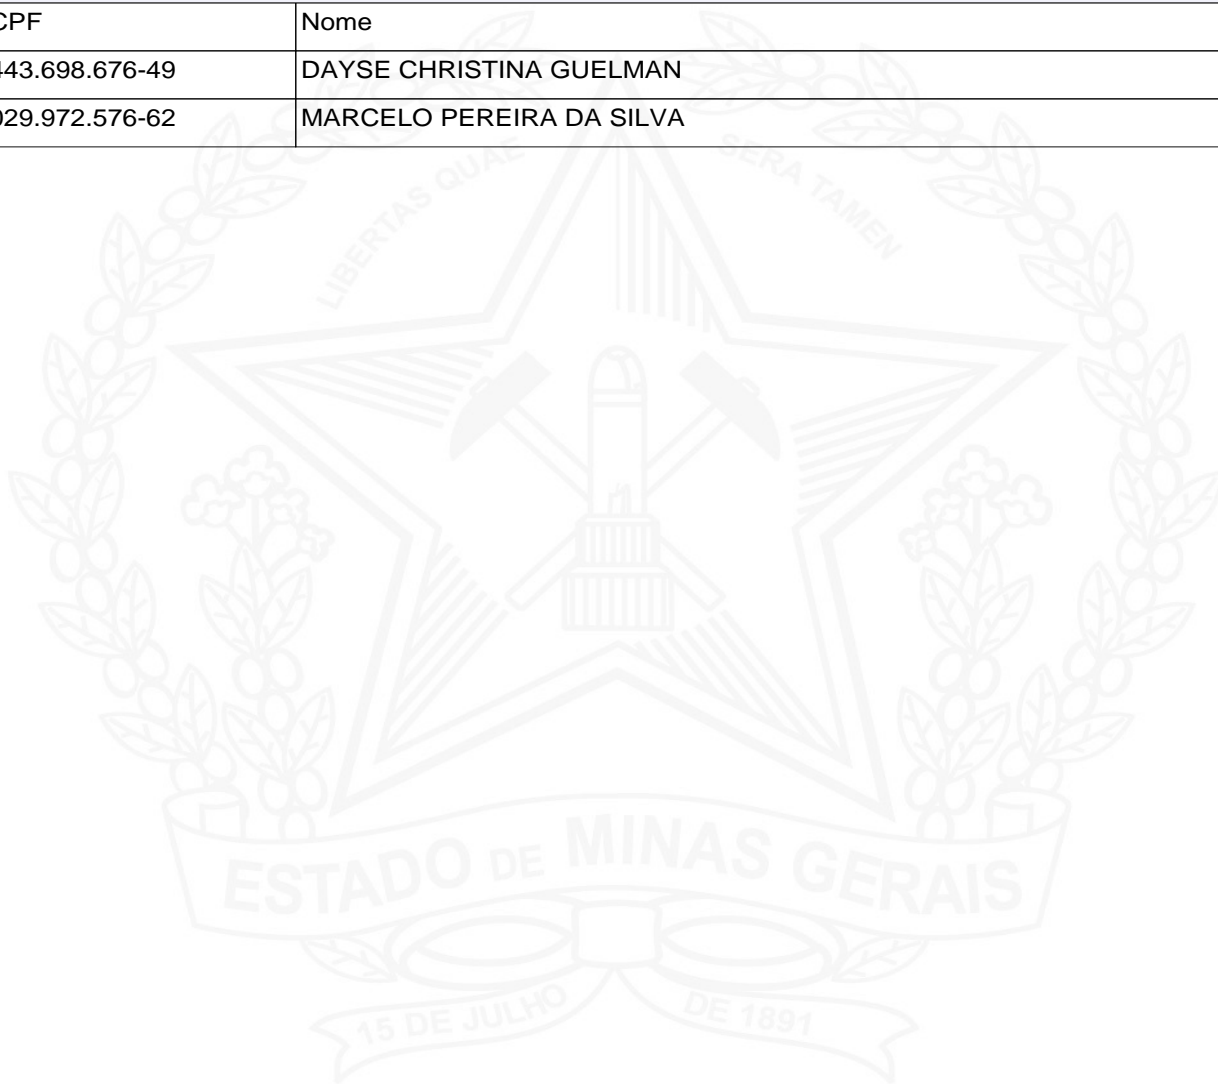 CPF Nome
443.698.676-49 DAYSE CHRISTINA GUELMAN
029.972.576-62 MARCELO PEREIRA DA SILVA
LIBERTAS QUAE SERA TAMEN
ESTADO DE MINAS GERAIS
15 DE JULHO DE 1891